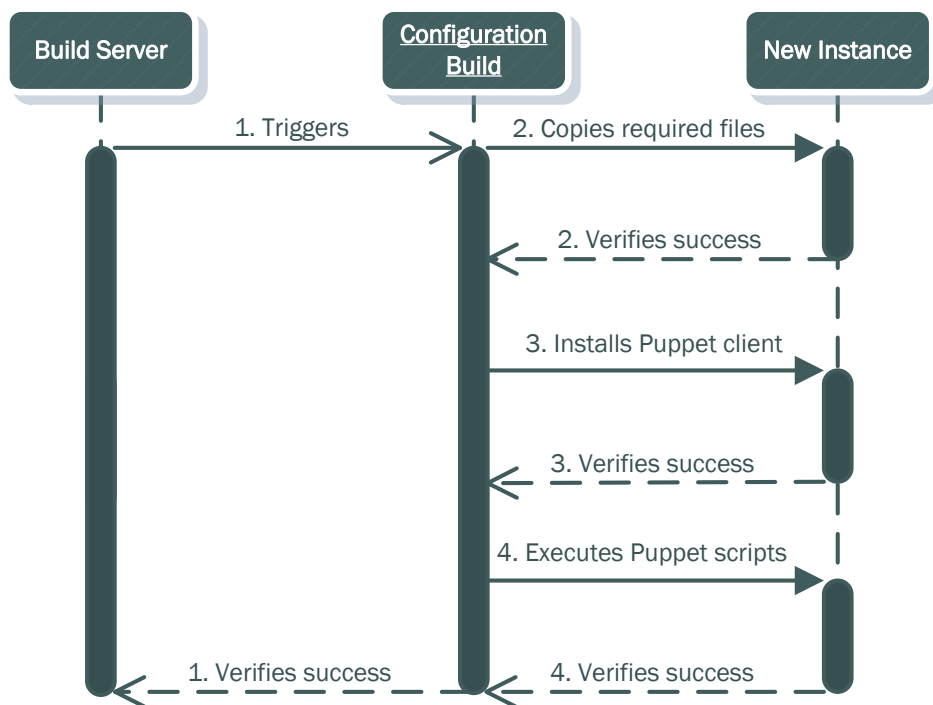 Build Server
Configuration
Build
New Instance
1. Triggers
2. Copies required files
2. Verifies success
3. Installs Puppet client
3. Verifies success
4. Executes Puppet scripts
1. Verifies success
4. Verifies success